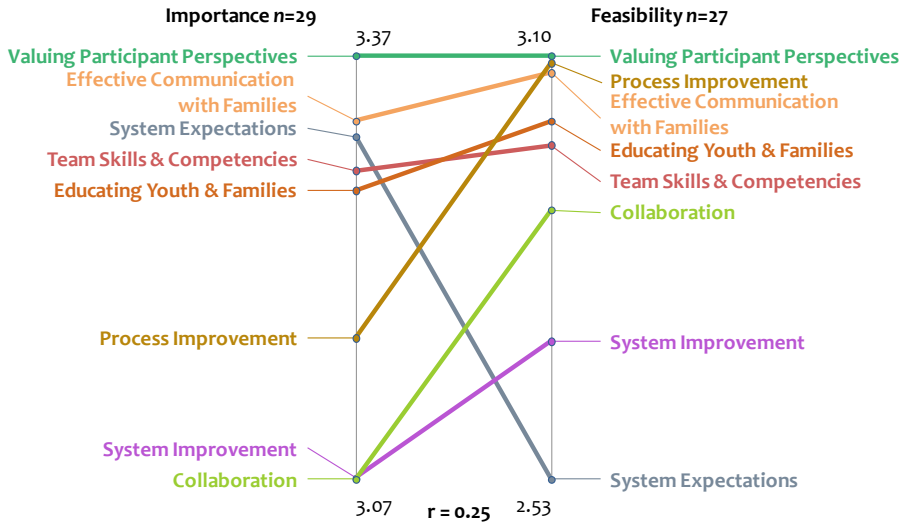 Importance n=29
Feasibility n=27
3.37
3.10
Valuing Participant Perspectives
Effective Communication
with Families
System Expectations
Team Skills & Competencies
Educating Youth & Families
Process Improvement
System Improvement
Collaboration
Valuing Participant Perspectives
Process Improvement
Effective Communication
with Families
Educating Youth & Families
Team Skills & Competencies
Collaboration
System Improvement
System Expectations
3.07
r = 0.25
2.53